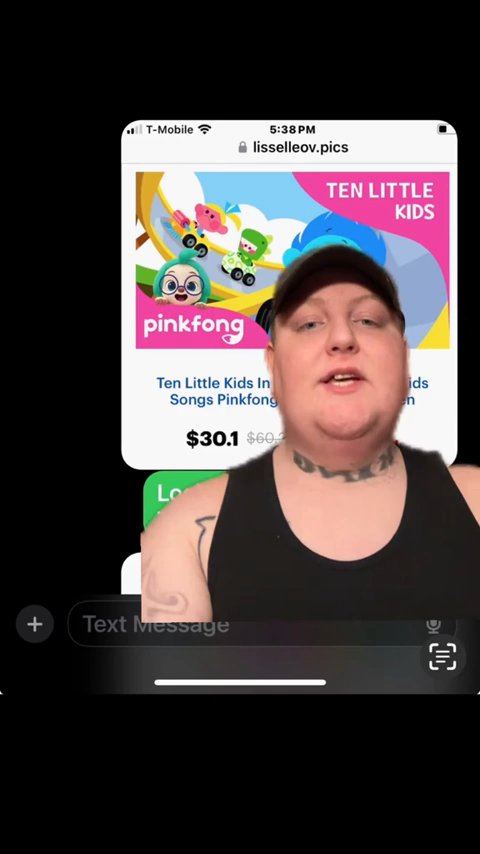 T-Mobile 5:38 PM
lisselleov.pics
TEN LITTLE
KIDS
pinkfong
Ten Little Kids In
Songs Pinkfong
$30.1
Text Message